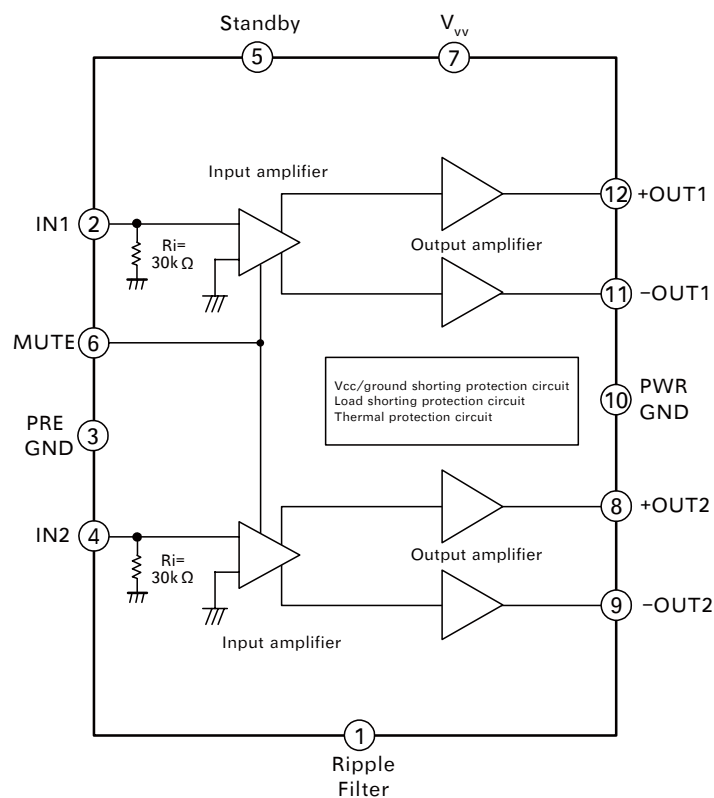 Standby
V
vv
5
7
Input amplifier
12
+OUT1
IN1
2
Ri=
30kΩ
Output amplifier
11
−OUT1
MUTE
6
Vcc/ground shorting protection circuit
Load shorting protection circuit
Thermal protection circuit
10
PWR
GND
PRE
GND
3
8
+OUT2
IN2
4
Ri=
30kΩ
Output amplifier
9
−OUT2
Input amplifier
1
Ripple
Filter